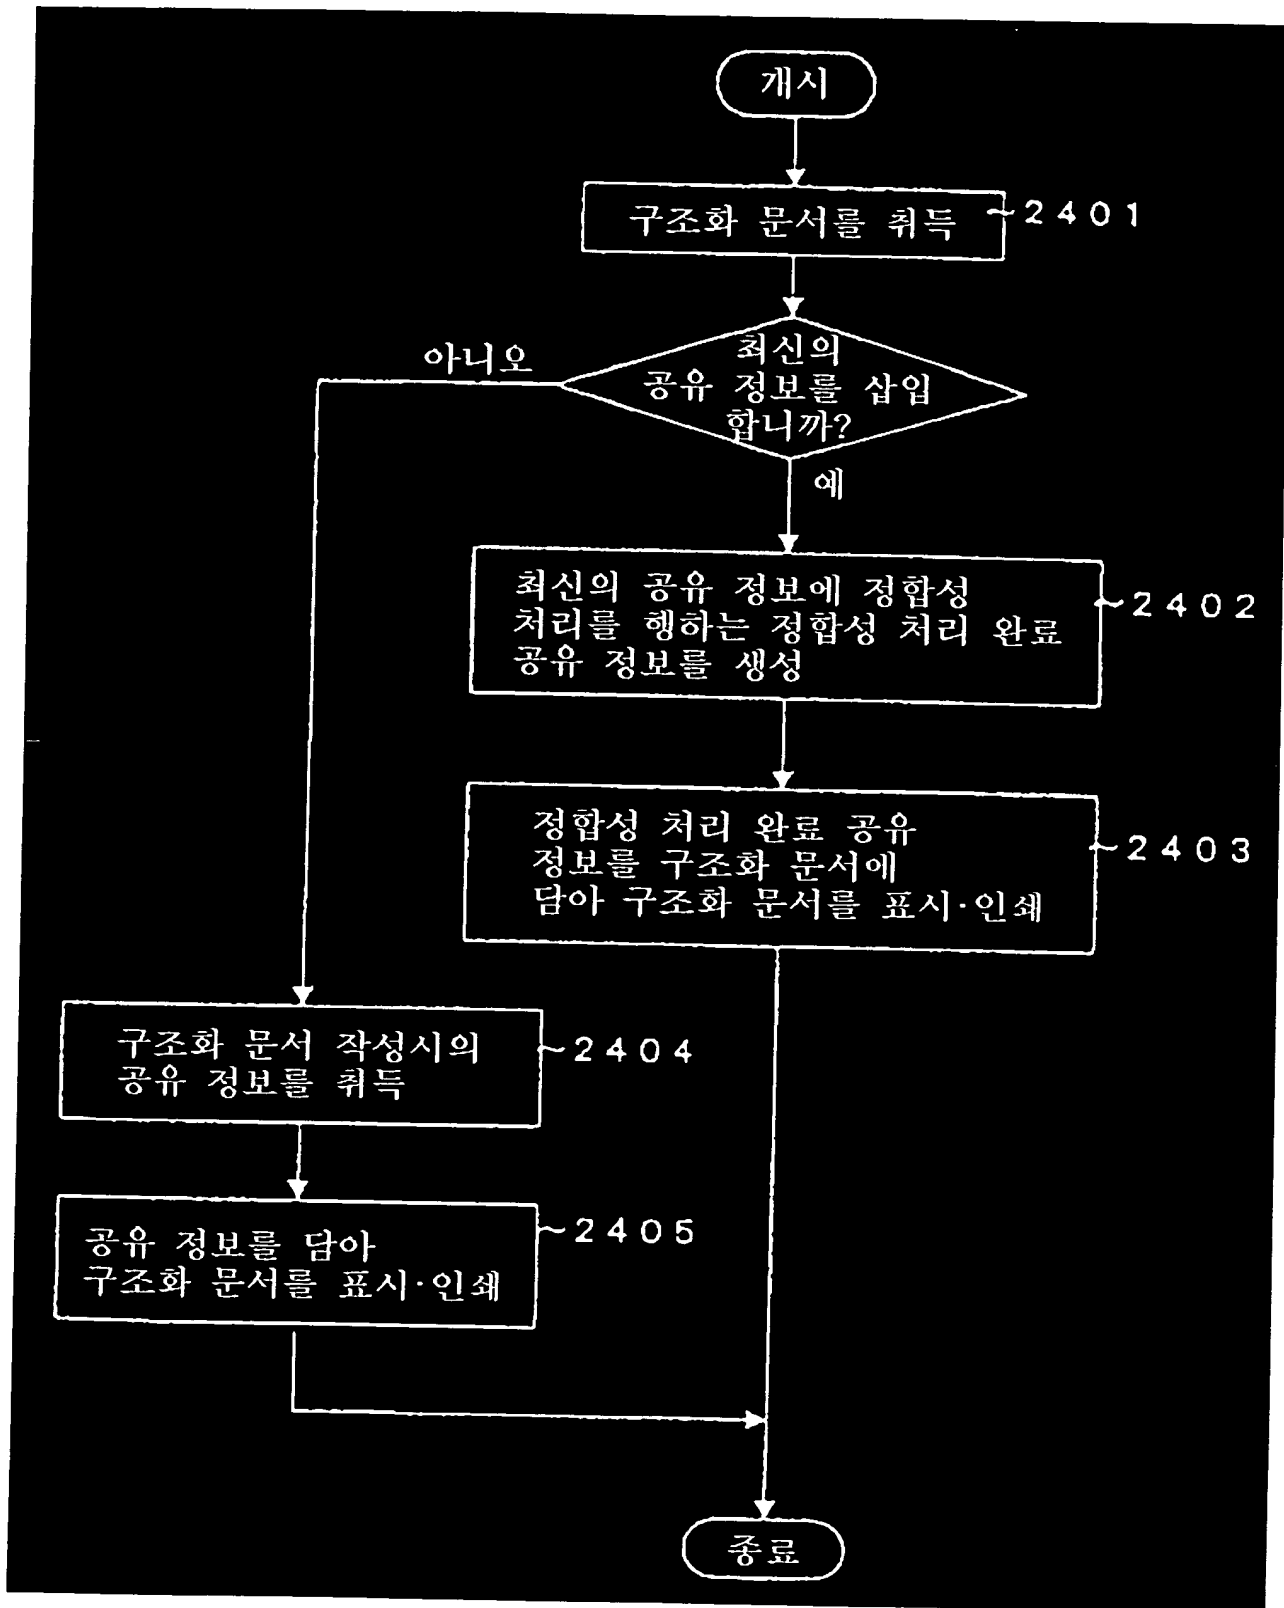 개시
구조화 문서를 취득
~2401
최신의
공유 정보를 삽입
합니까?
아니오
예
최신의 공유 정보에 정합성
처리를 행하는 정합성 처리 완료
공유 정보를 생성
~2402
정합성 처리 완료 공유
정보를 구조화 문서에
담아 구조화 문서를 표시·인쇄
~2403
구조화 문서 작성시의
공유 정보를 취득
~2404
공유 정보를 담아
구조화 문서를 표시·인쇄
~2405
종료